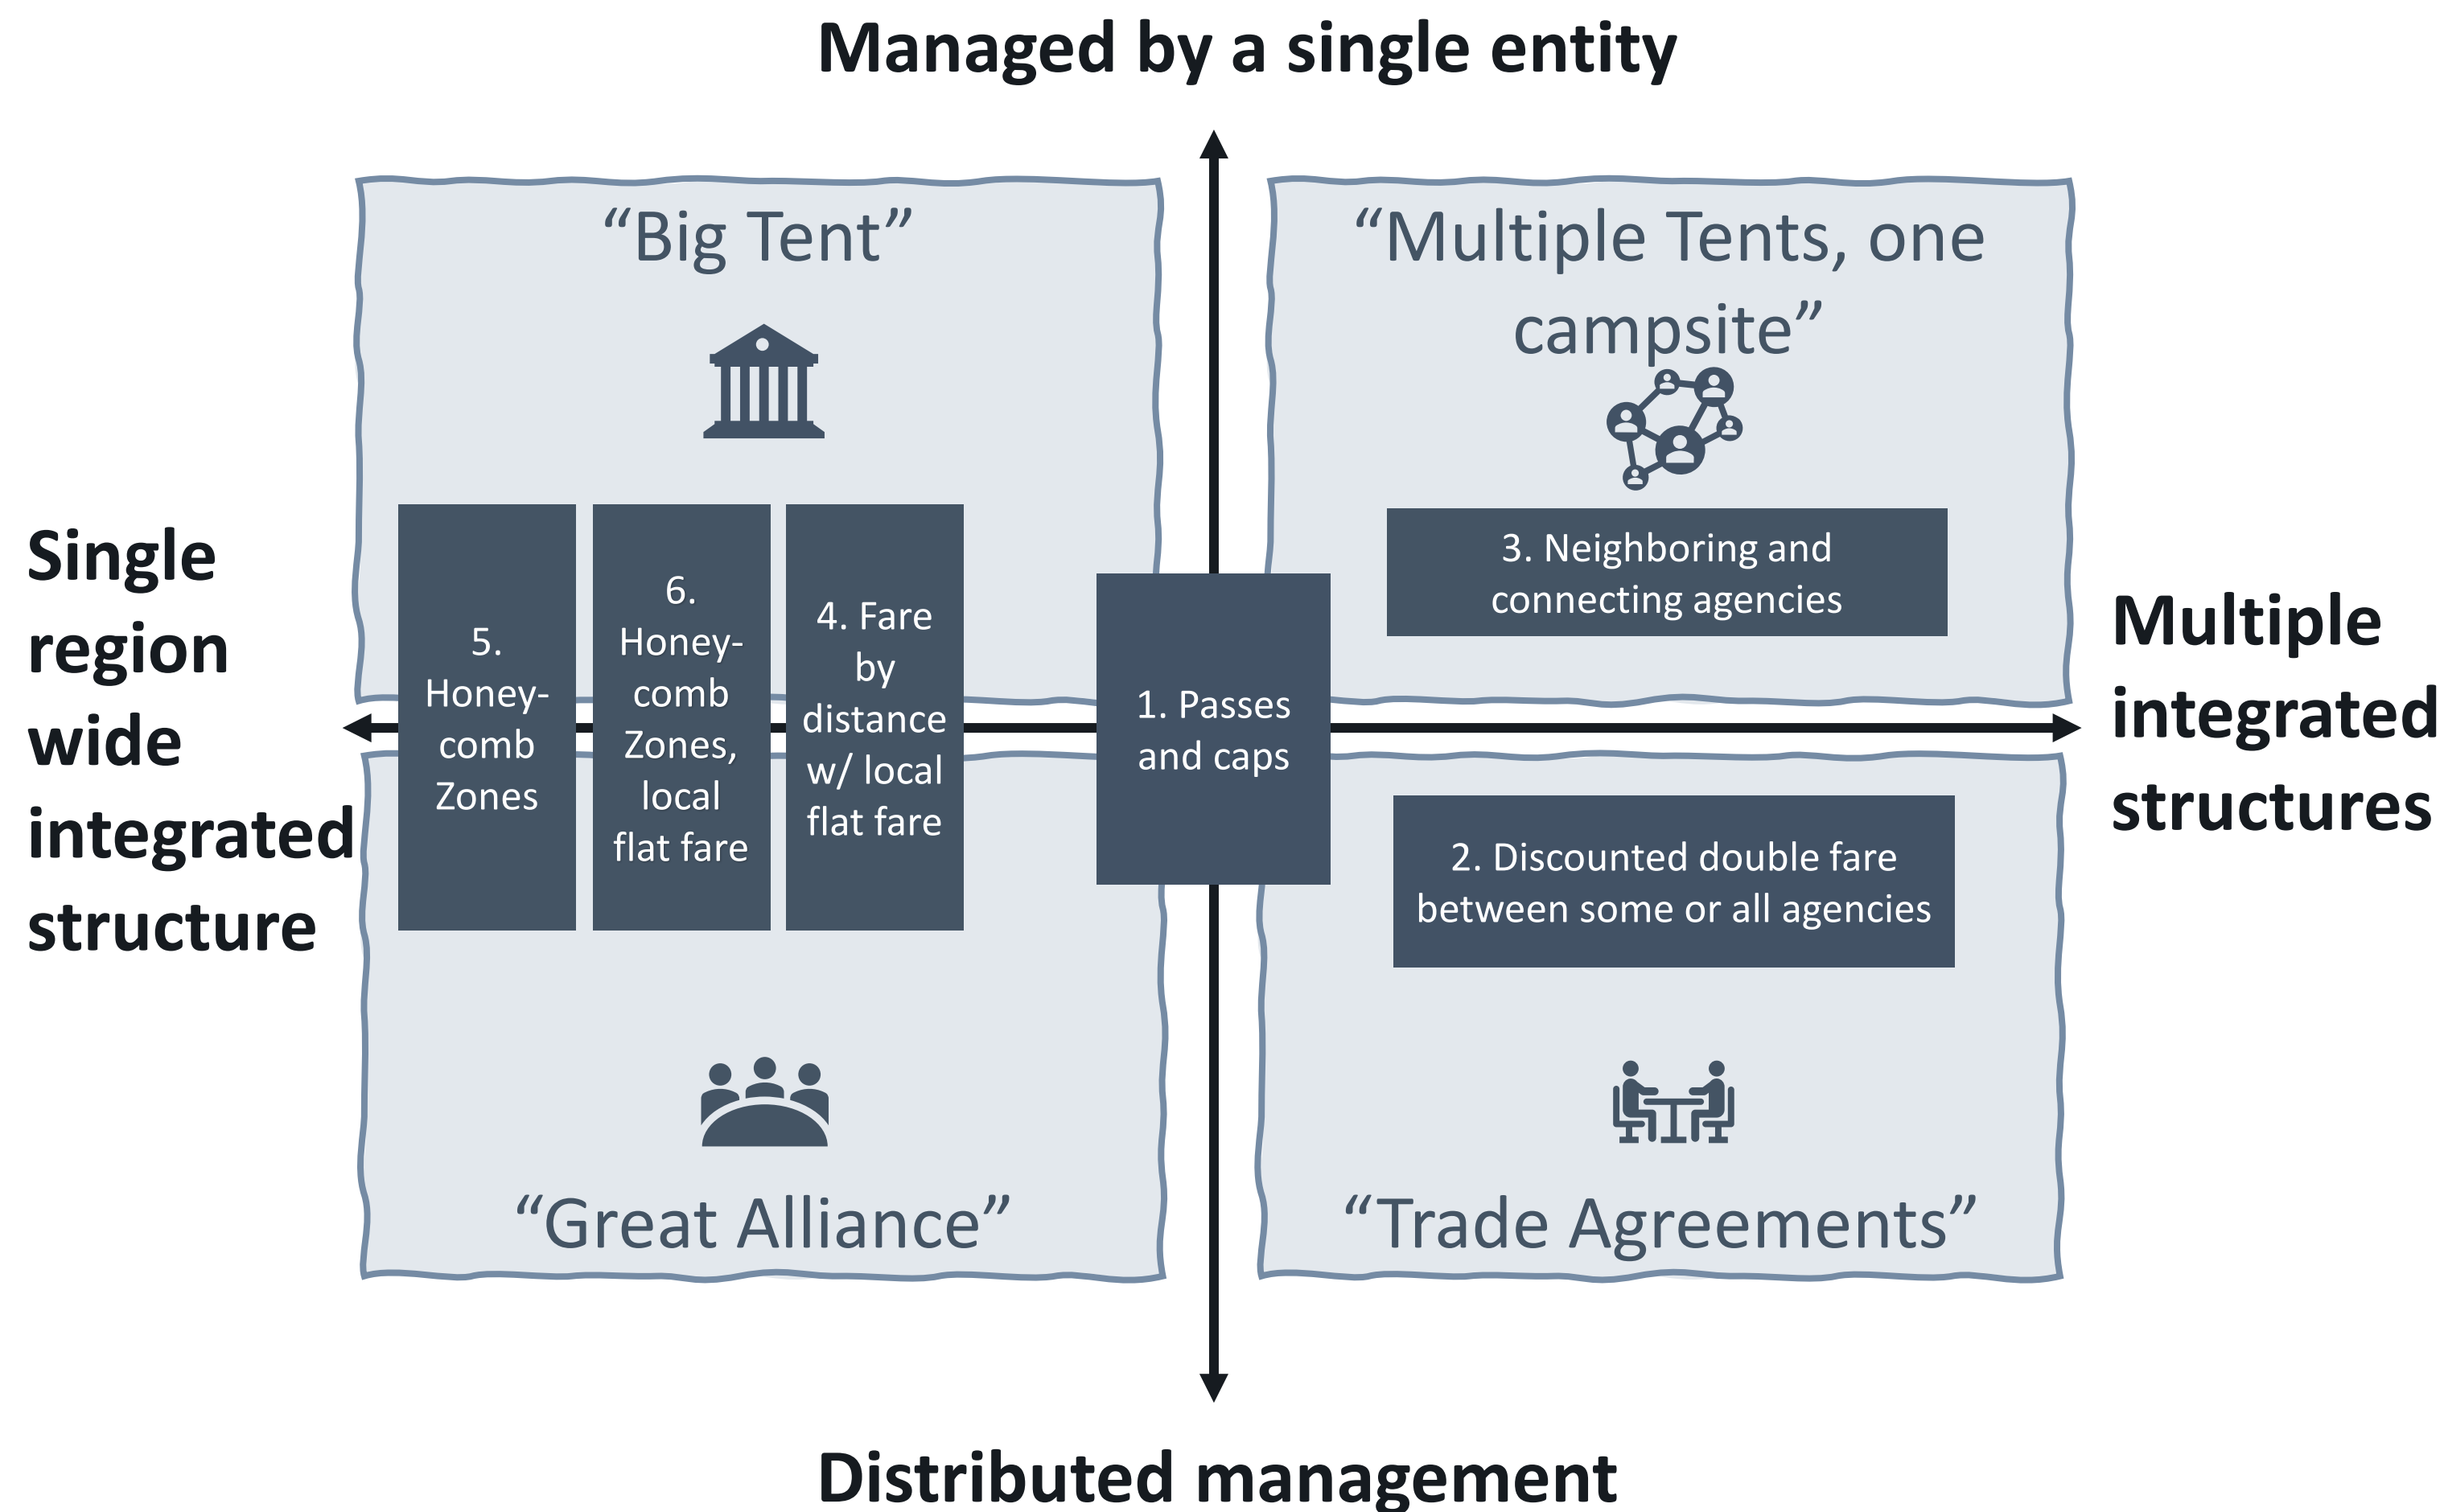 Managed by a single entity
“Big Tent”
“Multiple Tents, one
campsite”
Single
region
wide
integrated
structure
5.
Honey-
comb
Zones
6.
Honey-
comb
Zones,
local
flat fare
4. Fare
by
distance
w/ local
flat fare
1. Passes
and caps
3. Neighboring and
connecting agencies
Multiple
integrated
structures
2. Discounted double fare
between some or all agencies
“Great Alliance”
“Trade Agreements”
Distributed management